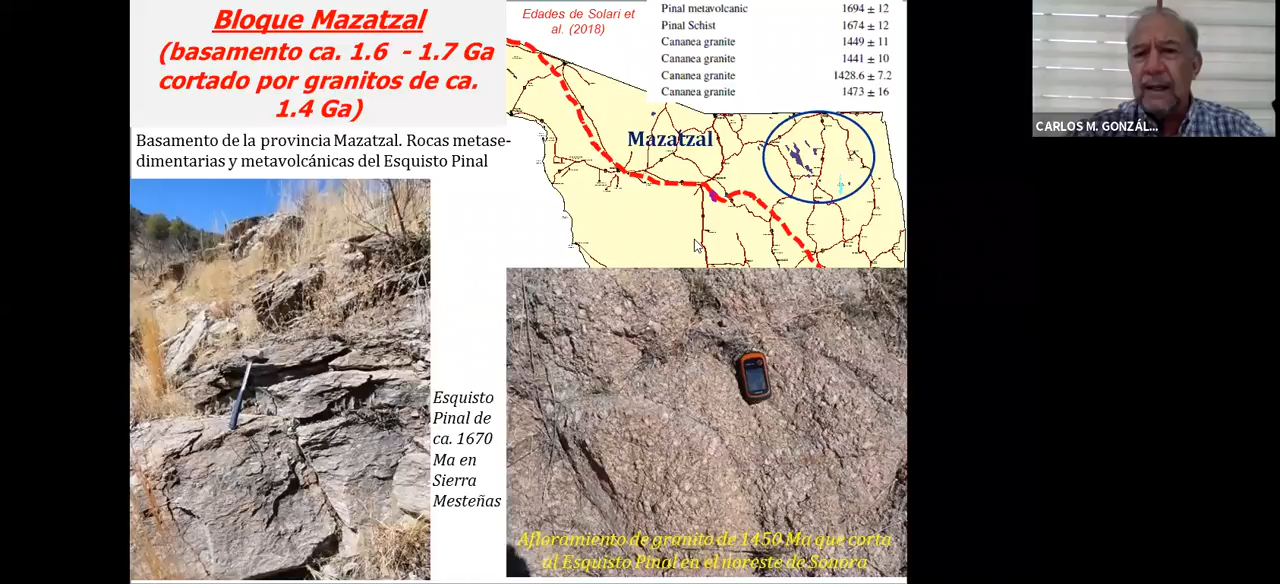 Bloque Mazatzal
(basamento ca. 1.6 - 1.7 Ga
cortado por granitos de ca.
1.4 Ga)
Basamento de la provincia Mazatzal. Rocas metase-
dimentarias y metavolcánicas del Esquisto Pinal
Edades de Solari et
al. (2018)
Pinal metavolcanic 1694 ± 12
Pinal Schist 1674 ± 12
Cananea granite 1449 ± 11
Cananea granite 1441 ± 10
Cananea granite 1428.6 ± 7.2
Cananea granite 1473 ± 16
Mazatzal
Esquisto
Pinal de
ca. 1670
Ma en
Sierra
Mesteñas
Afloramiento de granito de 1450 Ma que corta
al Esquisto Pinal en el noreste de Sonora
CARLOS M. GONZÁL...